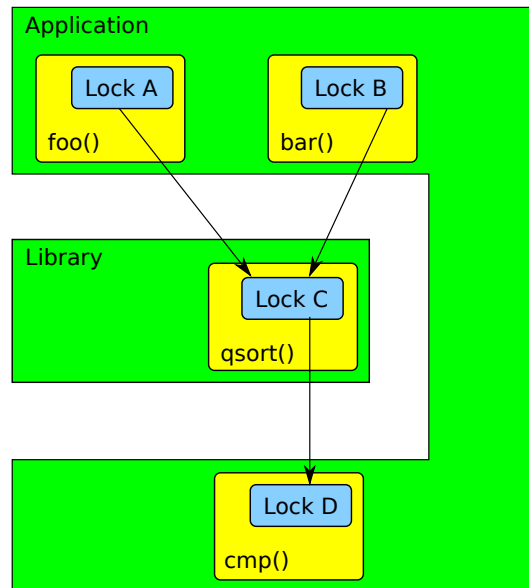 Application
Lock A
Lock B
foo()
bar()
Library
Lock C
qsort()
Lock D
cmp()